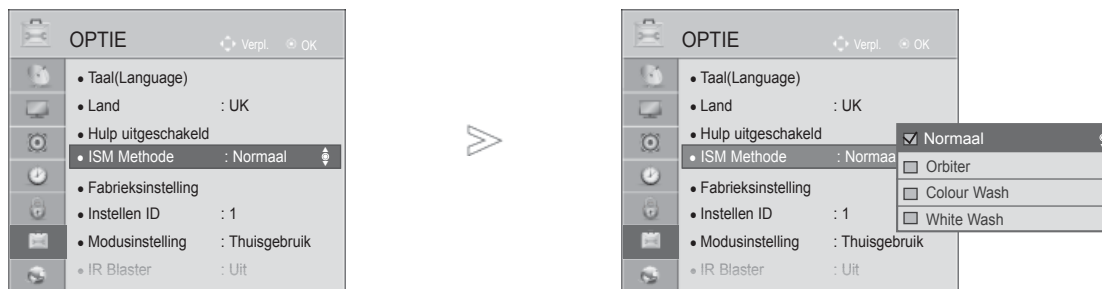 OPTIE Verpl. OK
Taal(Language)
Land : UK
Hulp uitgeschakeld
ISM Methode : Normaal
Fabrieksinstelling
Instellen ID : 1
Modusinstelling : Thuisgebruik
IR Blaster : Uit
OPTIE Verpl. OK
Taal(Language)
Land : UK
Hulp uitgeschakeld
ISM Methode : Normaa
Fabrieksinstelling
Instellen ID : 1
Modusinstelling : Thuisgebruik
IR Blaster : Uit
Normaal
Orbiter
Colour Wash
White Wash